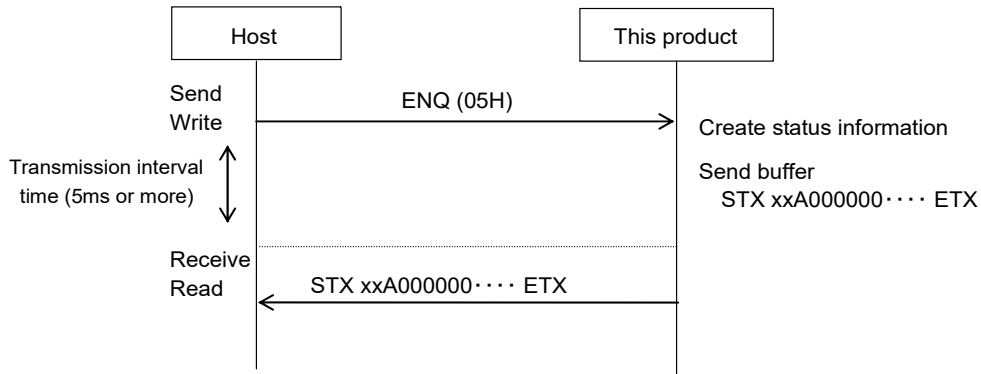 Host
This product
Send
Write
ENQ (05H)
Create status information
Transmission interval
time (5ms or more)
Send buffer
STX xxA000000････ ETX
Receive
Read
STX xxA000000････ ETX